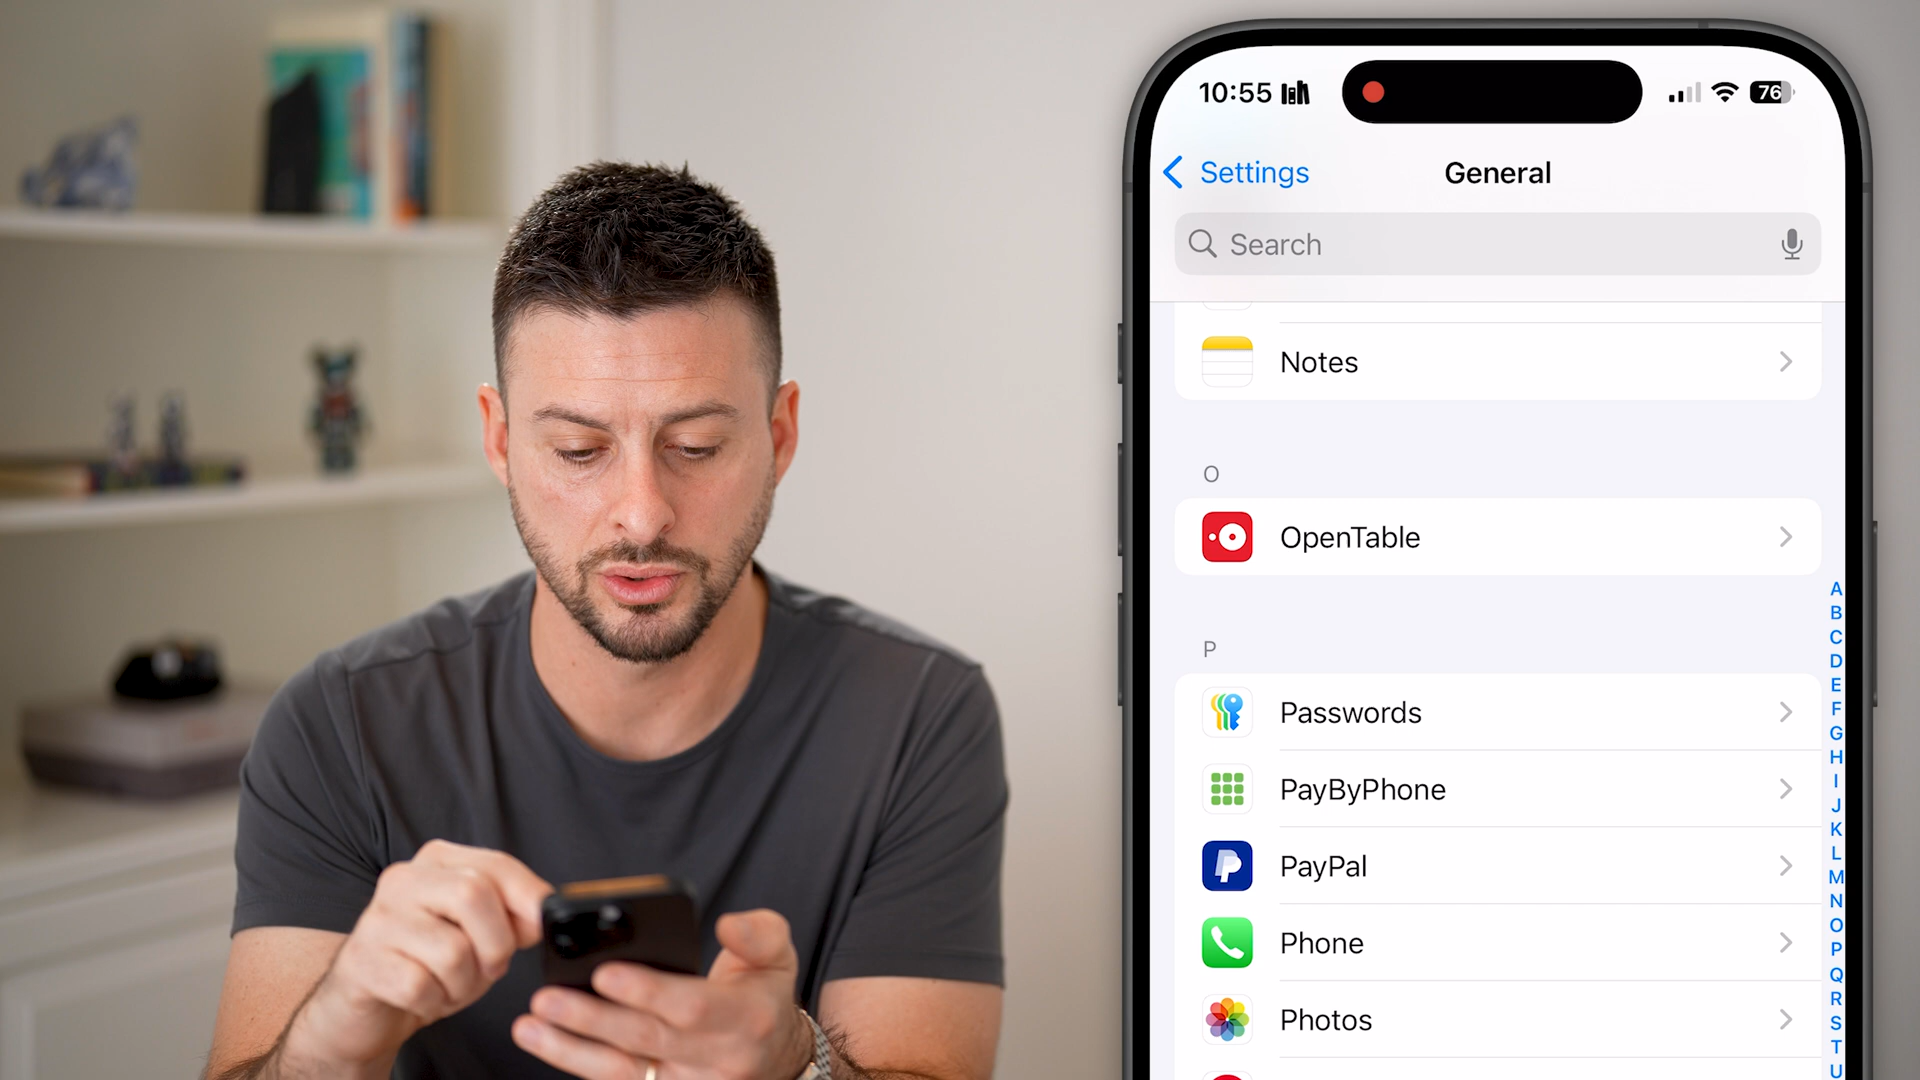 10:55
76
Settings
General
Search
Notes
O
OpenTable
P
Passwords
PayByPhone
PayPal
Phone
Photos
A
B
C
D
E
F
G
H
I
J
K
L
M
N
O
P
Q
R
S
T
U